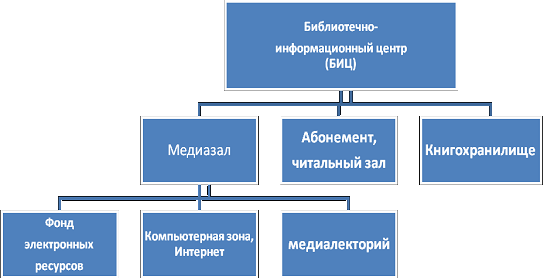 Библиотечно-
информационный центр
(БИЦ)
Медиазал
Абонемент,
читальный зал
Книгохранилище
Фонд
электронных
ресурсов
Компьютерная зона,
Интернет
медиалекторий